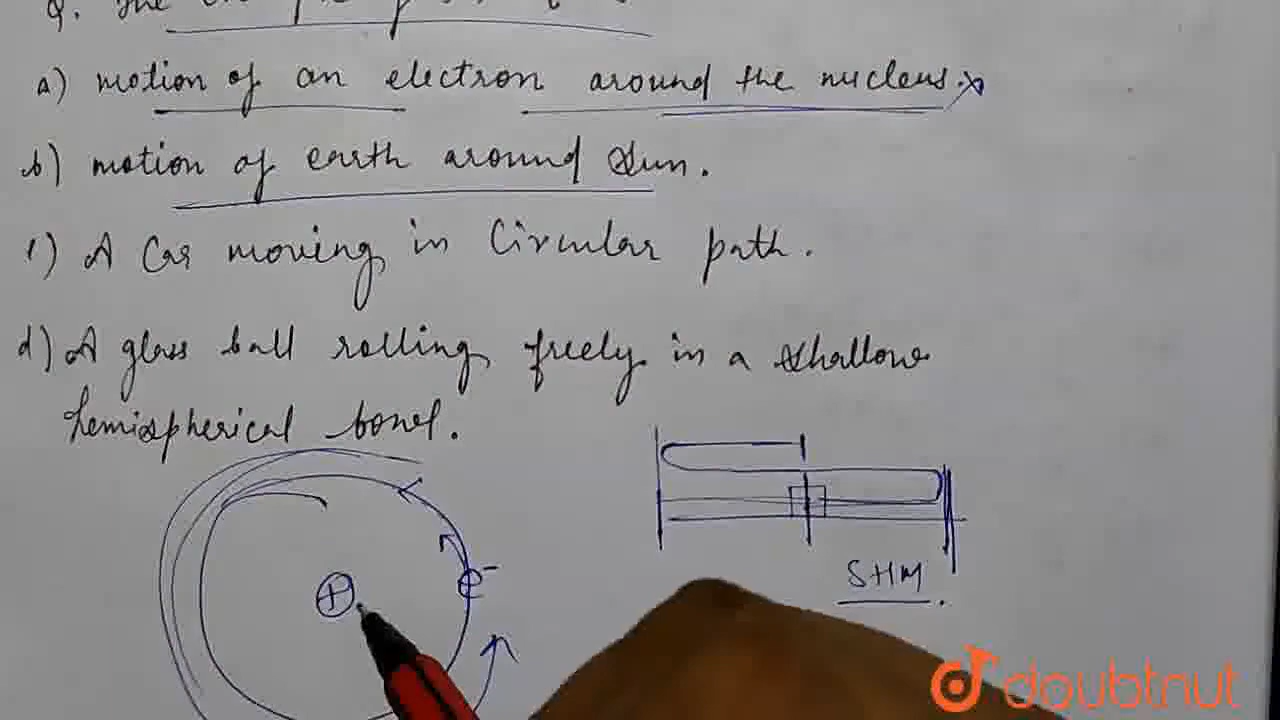 Q. The
a) motion of an electron around the nucleus. x
b) motion of earth around Sun.
c) A Car moving in Circular path.
d) A glass ball rolling freely in a shallow
hemispherical bowl.
e-
+
SHM.
doubtnut